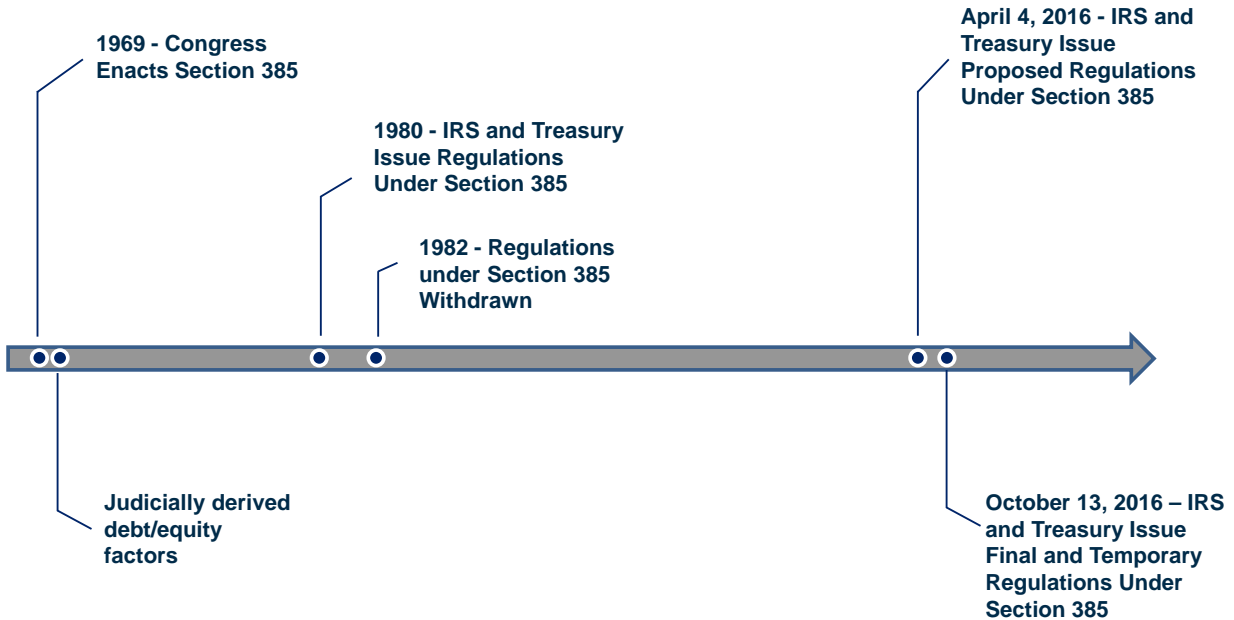 1969 - Congress
Enacts Section 385
1980 - IRS and Treasury
Issue Regulations
Under Section 385
1982 - Regulations
under Section 385
Withdrawn
April 4, 2016 - IRS and
Treasury Issue
Proposed Regulations
Under Section 385
Judicially derived
debt/equity
factors
October 13, 2016 – IRS
and Treasury Issue
Final and Temporary
Regulations Under
Section 385